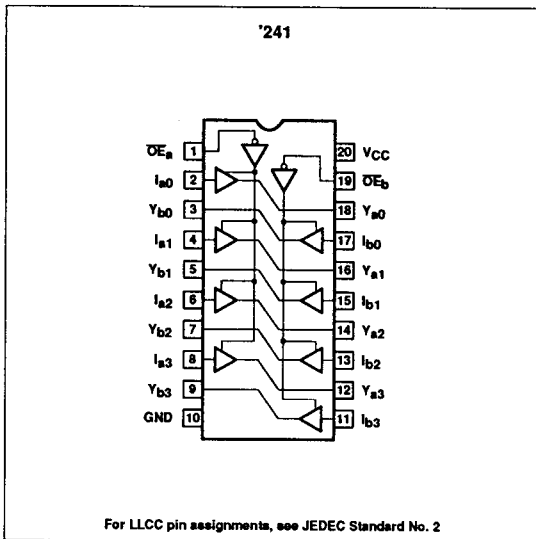 '241
OEa 1 20 VCC
Ia0 2 19 OEb
Yb0 3 18 Ya0
Ia1 4 17 Ib0
Yb1 5 16 Ya1
Ia2 6 15 Ib1
Yb2 7 14 Ya2
Ia3 8 13 Ib2
Yb3 9 12 Ya3
GND 10 11 Ib3
For LLCC pin assignments, see JEDEC Standard No. 2